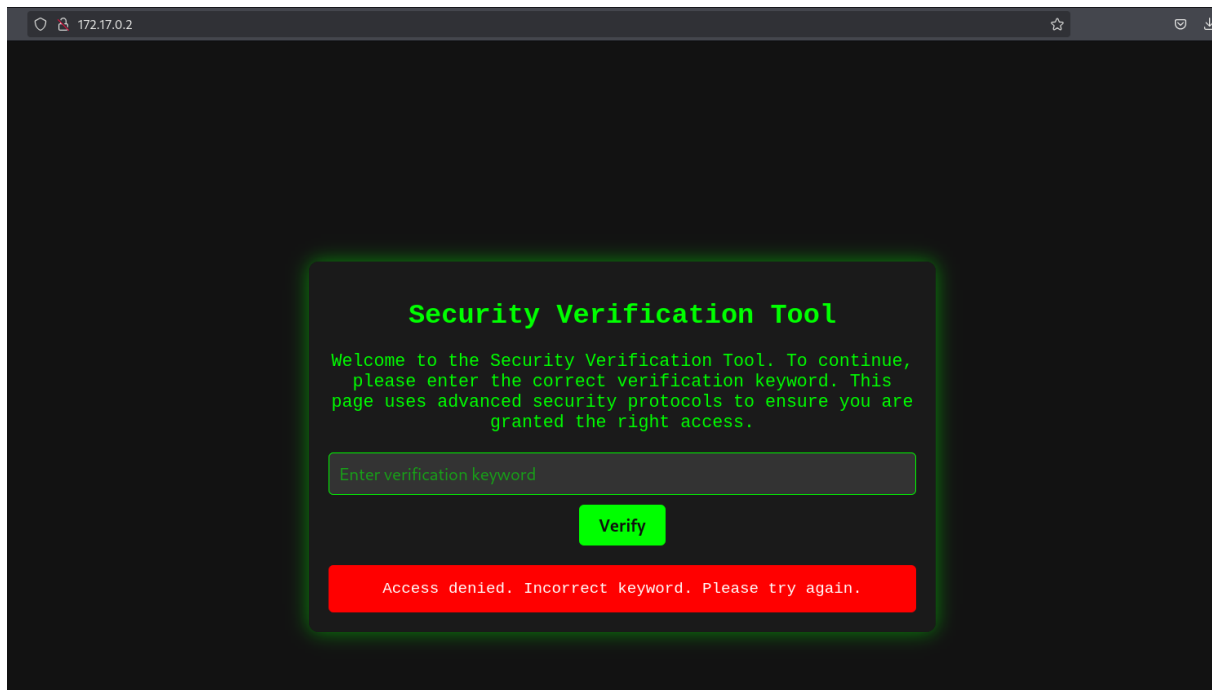 172.17.0.2
Security Verification Tool
Welcome to the Security Verification Tool. To continue,
please enter the correct verification keyword. This
page uses advanced security protocols to ensure you are
granted the right access.
Enter verification keyword
Verify
Access denied. Incorrect keyword. Please try again.